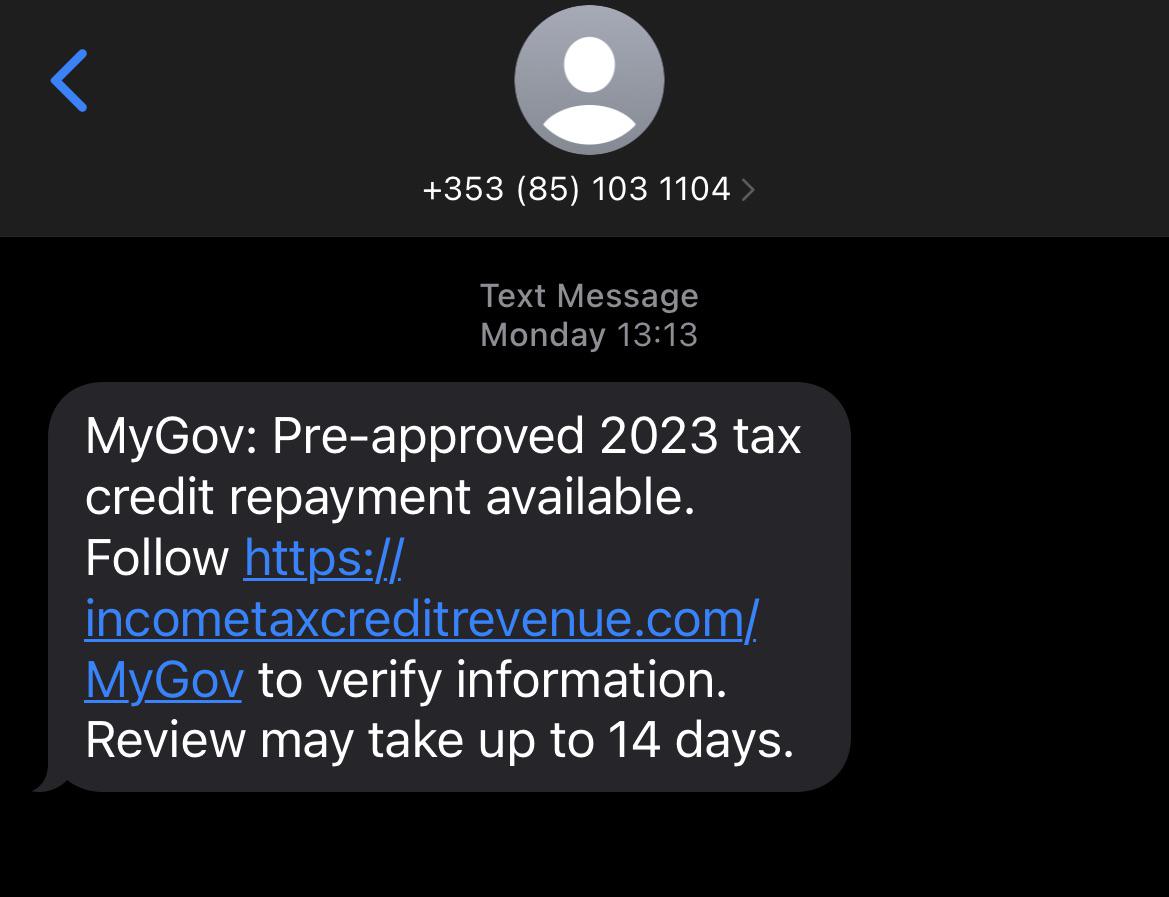 +353 (85) 103 1104
Text Message
Monday 13:13
MyGov: Pre-approved 2023 tax
credit repayment available.
Follow https://
incometaxcreditrevenue.com/
MyGov to verify information.
Review may take up to 14 days.